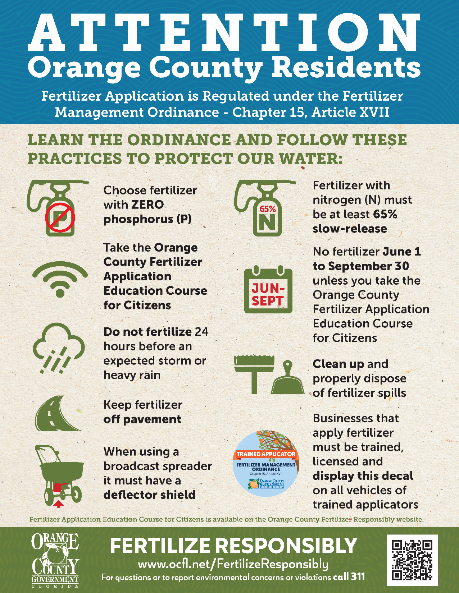 ATTENTION
Orange County Residents
Fertilizer Application is Regulated under the Fertilizer
Management Ordinance - Chapter 15, Article XVII
LEARN THE ORDINANCE AND FOLLOW THESE
PRACTICES TO PROTECT OUR WATER:
P
Choose fertilizer
with ZERO
phosphorus (P)
65%
N
Fertilizer with
nitrogen (N) must
be at least 65%
slow-release
Take the Orange
County Fertilizer
Application
Education Course
for Citizens
JUN-
SEPT
No fertilizer June 1
to September 30
unless you take the
Orange County
Fertilizer Application
Education Course
for Citizens
Do not fertilize 24
hours before an
expected storm or
heavy rain
Clean up and
properly dispose
of fertilizer spills
Keep fertilizer
off pavement
When using a
broadcast spreader
it must have a
deflector shield
TRAINED APPLICATOR
FERTILIZER MANAGEMENT
ORDINANCE
Businesses that
apply fertilizer
must be trained,
licensed and
display this decal
on all vehicles of
trained applicators
Fertilizer Application Education Course for Citizens is available on the Orange County Fertilizer Responsibly website.
ORANGE
COUNTY
GOVERNMENT
FLORIDA
FERTILIZE RESPONSIBLY
www.ocfl.net/FertilizeResponsibly
For questions or to report environmental concerns or violations call 311